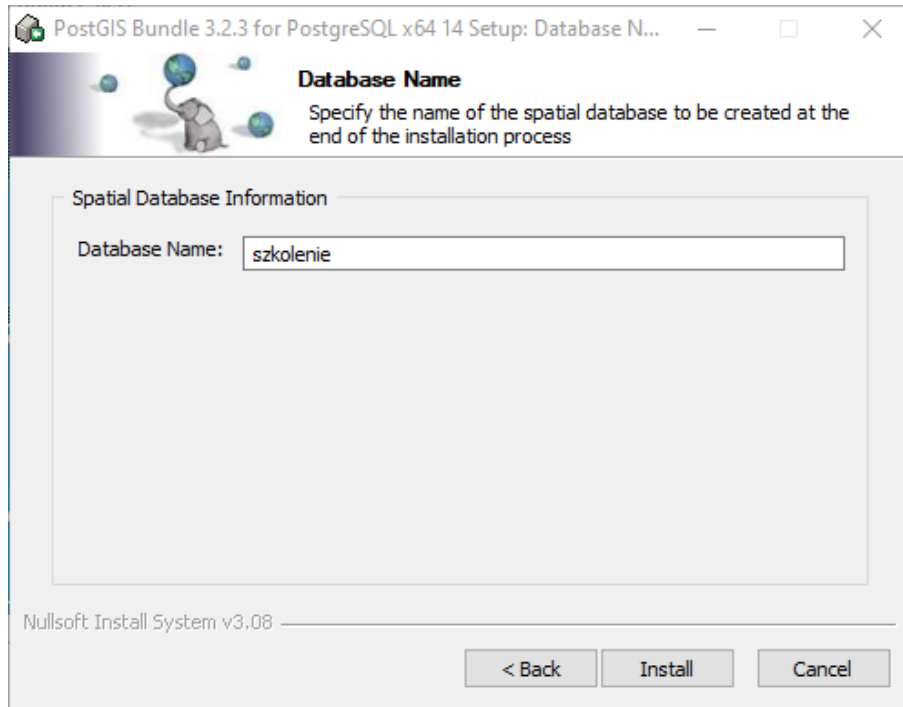 PostGIS Bundle 3.2.3 for PostgreSQL x64 14 Setup: Database N...
Database Name
Specify the name of the spatial database to be created at the
end of the installation process
Spatial Database Information
Database Name:
szkolenie
Nullsoft Install System v3.08
< Back
Install
Cancel